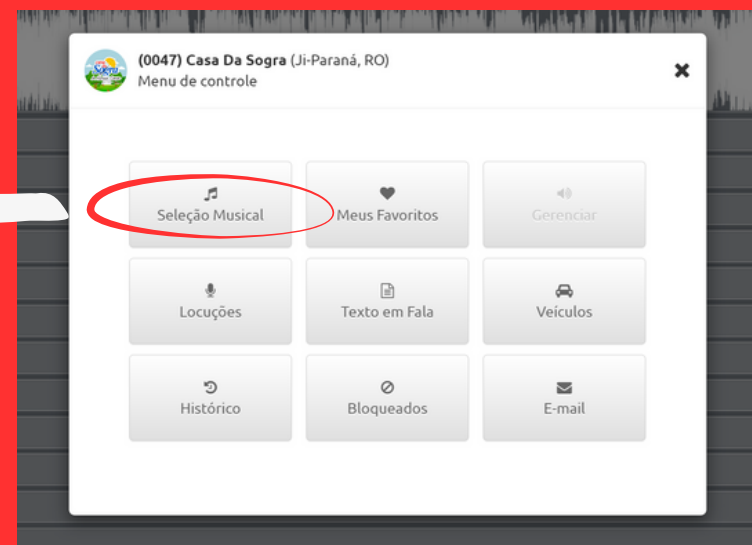 (0047) Casa Da Sogra (Ji-Paraná, RO)
Menu de controle
Seleção Musical
Meus Favoritos
Gerenciar
Locuções
Texto em Fala
Veículos
Histórico
Bloqueados
E-mail